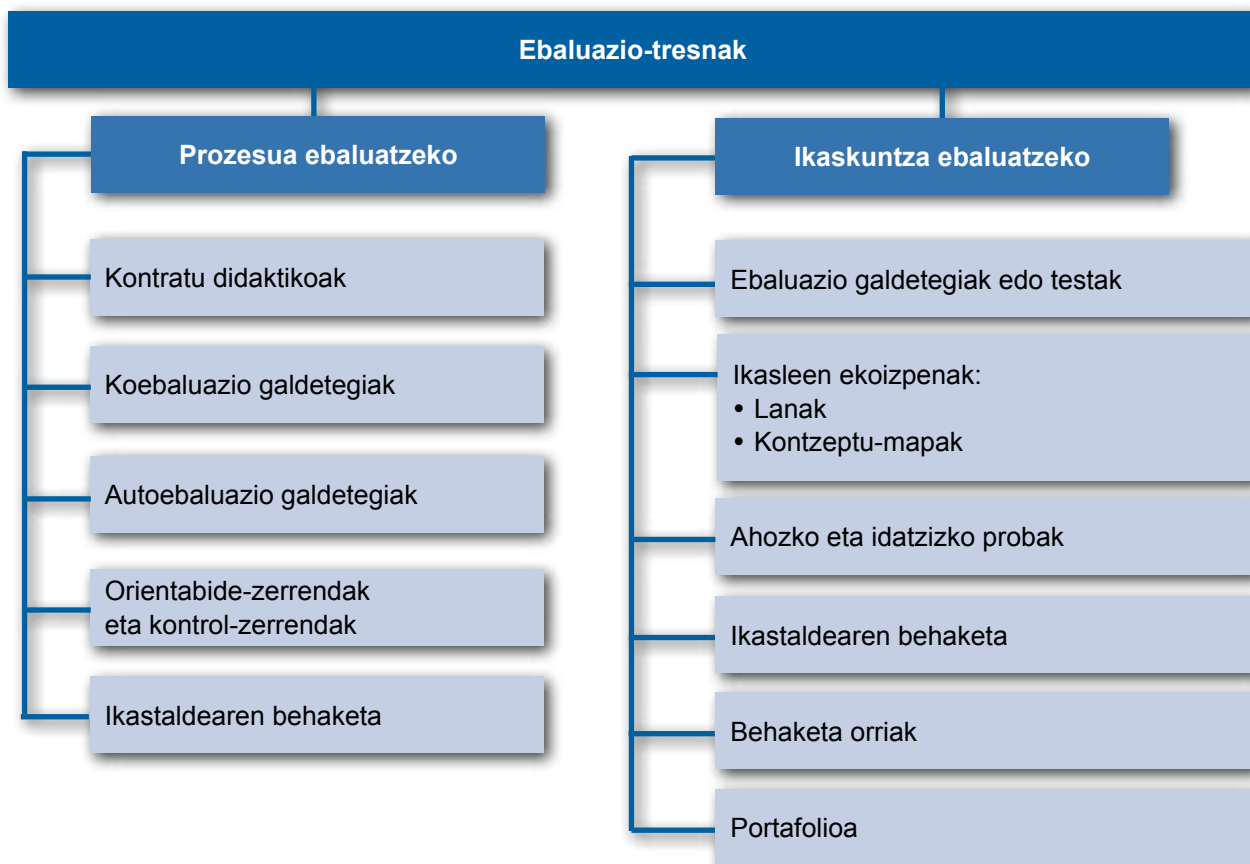 Ebaluazio-tresnak
Prozesua ebaluatzeko
Kontratu didaktikoak
Koebaluazio galdetegiak
Autoebaluazio galdetegiak
Orientabide-zerrendak
eta kontrol-zerrendak
Ikastaldearen behaketa
Ikaskuntza ebaluatzeko
Ebaluazio galdetegiak edo testak
Ikasleen ekoizpenak:
• Lanak
• Kontzeptu-mapak
Ahozko eta idatzizko probak
Ikastaldearen behaketa
Behaketa orriak
Portafolioa